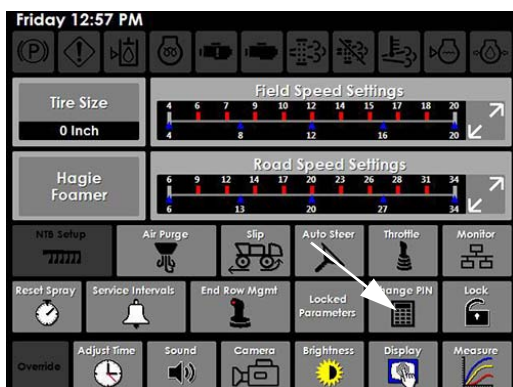 Friday 12:57 PM
Tire Size
0 Inch
Field Speed Settings
4 6 7 9 10 12 14 15 17 18 20
4 8 12 16 20
Hagie
Foamer
Road Speed Settings
6 9 12 14 17 20 23 26 28 31 34
6 13 20 27 34
NTB Setup
Air Purge
Slip
Auto Steer
Throttle
Monitor
Reset Spray
Service Intervals
End Row Mgmt
Locked
Parameters
Change PIN
Lock
Override
Adjust Time
Sound
Camera
Brightness
Display
Measure